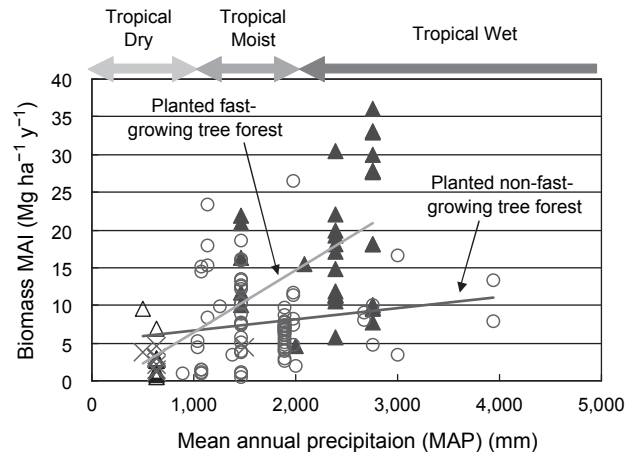 Tropical
Dry
Tropical
Moist
Tropical Wet
40
35
30
25
20
15
10
5
0
Biomass MAI (Mg ha⁻¹ y⁻¹)
Planted fast-
growing tree forest
Planted non-fast-
growing tree forest
0
1,000
2,000
3,000
4,000
5,000
Mean annual precipitaion (MAP) (mm)